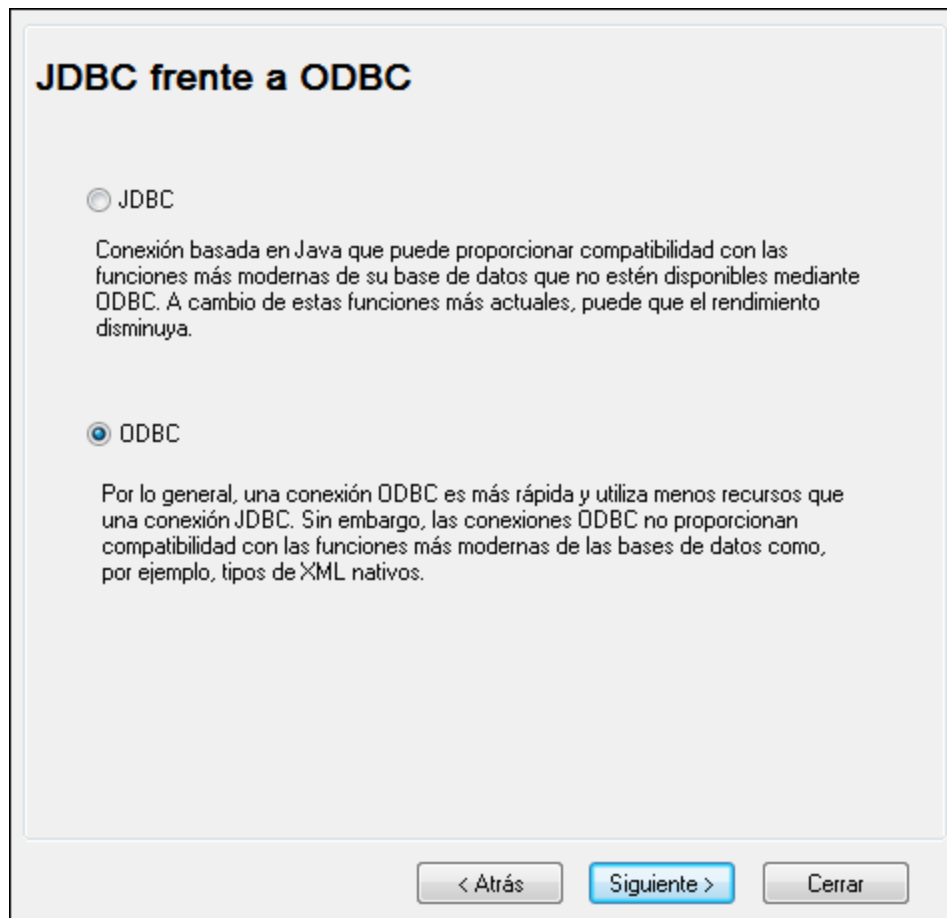 JDBC frente a ODBC
JDBC
Conexión basada en Java que puede proporcionar compatibilidad con las
funciones más modernas de su base de datos que no estén disponibles mediante
ODBC. A cambio de estas funciones más actuales, puede que el rendimiento
disminuya.
ODBC
Por lo general, una conexión ODBC es más rápida y utiliza menos recursos que
una conexión JDBC. Sin embargo, las conexiones ODBC no proporcionan
compatibilidad con las funciones más modernas de las bases de datos como,
por ejemplo, tipos de XML nativos.
< Atrás
Siguiente >
Cerrar